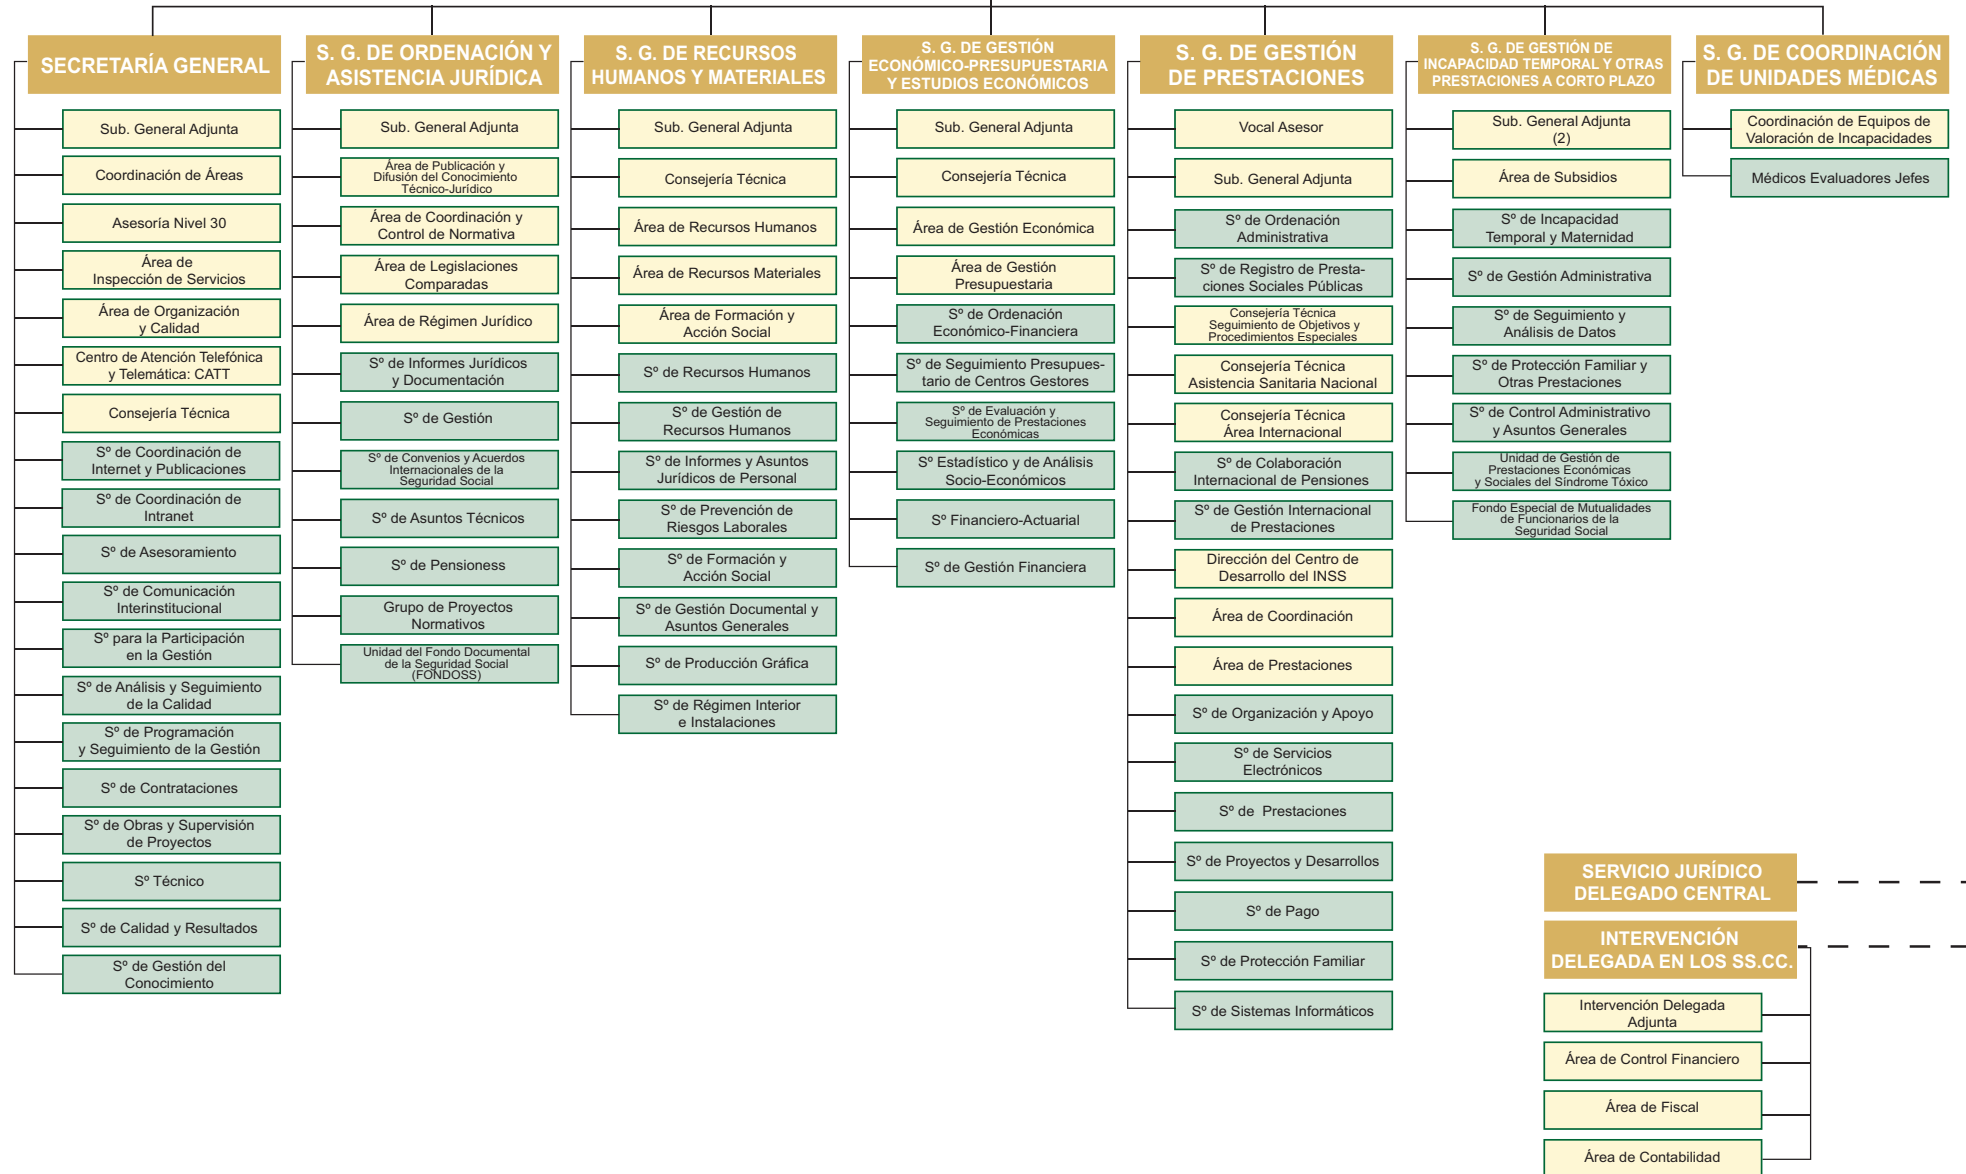 SECRETARÍA GENERAL
Sub. General Adjunta
Coordinación de Áreas
Asesoría Nivel 30
Área de
Inspección de Servicios
Área de Organización
y Calidad
Centro de Atención Telefónica
y Telemática: CATT
Consejería Técnica
Sº de Coordinación de
Internet y Publicaciones
Sº de Coordinación de
Intranet
Sº de Asesoramiento
Sº de Comunicación
Interinstitucional
Sº para la Participación
en la Gestión
Sº de Análisis y Seguimiento
de la Calidad
Sº de Programación
y Seguimiento de la Gestión
Sº de Contrataciones
Sº de Obras y Supervisión
de Proyectos
Sº Técnico
Sº de Calidad y Resultados
Sº de Gestión del
Conocimiento
S. G. DE ORDENACIÓN Y
ASISTENCIA JURÍDICA
Sub. General Adjunta
Área de Publicación y
Difusión del Conocimiento
Técnico-Jurídico
Área de Coordinación y
Control de Normativa
Área de Legislaciones
Comparadas
Área de Régimen Jurídico
Sº de Informes Jurídicos
y Documentación
Sº de Gestión
Sº de Convenios y Acuerdos
Internacionales de la
Seguridad Social
Sº de Asuntos Técnicos
Sº de Pensioness
Grupo de Proyectos
Normativos
Unidad del Fondo Documental
de la Seguridad Social
(FONDOSS)
S. G. DE RECURSOS
HUMANOS Y MATERIALES
Sub. General Adjunta
Consejería Técnica
Área de Recursos Humanos
Área de Recursos Materiales
Área de Formación y
Acción Social
Sº de Recursos Humanos
Sº de Gestión de
Recursos Humanos
Sº de Informes y Asuntos
Jurídicos de Personal
Sº de Prevención de
Riesgos Laborales
Sº de Formación y
Acción Social
Sº de Gestión Documental y
Asuntos Generales
Sº de Producción Gráfica
Sº de Régimen Interior
e Instalaciones
S. G. DE GESTIÓN
ECONÓMICO-PRESUPUESTARIA
Y ESTUDIOS ECONÓMICOS
Sub. General Adjunta
Consejería Técnica
Área de Gestión Económica
Área de Gestión
Presupuestaria
Sº de Ordenación
Económico-Financiera
Sº de Seguimiento Presupues-
tario de Centros Gestores
Sº de Evaluación y
Seguimiento de Prestaciones
Económicas
Sº Estadístico y de Análisis
Socio-Económicos
Sº Financiero-Actuarial
Sº de Gestión Financiera
S. G. DE GESTIÓN
DE PRESTACIONES
Vocal Asesor
Sub. General Adjunta
Sº de Ordenación
Administrativa
Sº de Registro de Presta-
ciones Sociales Públicas
Consejería Técnica
Seguimiento de Objetivos y
Procedimientos Especiales
Consejería Técnica
Asistencia Sanitaria Nacional
Consejería Técnica
Área Internacional
Sº de Colaboración
Internacional de Pensiones
Sº de Gestión Internacional
de Prestaciones
Dirección del Centro de
Desarrollo del INSS
Área de Coordinación
Área de Prestaciones
Sº de Organización y Apoyo
Sº de Servicios
Electrónicos
Sº de Prestaciones
Sº de Proyectos y Desarrollos
Sº de Pago
Sº de Protección Familiar
Sº de Sistemas Informáticos
S. G. DE GESTIÓN DE
INCAPACIDAD TEMPORAL Y OTRAS
PRESTACIONES A CORTO PLAZO
Sub. General Adjunta
(2)
Área de Subsidios
Sº de Incapacidad
Temporal y Maternidad
Sº de Gestión Administrativa
Sº de Seguimiento y
Análisis de Datos
Sº de Protección Familiar y
Otras Prestaciones
Sº de Control Administrativo
y Asuntos Generales
Unidad de Gestión de
Prestaciones Económicas
y Sociales del Síndrome Tóxico
Fondo Especial de Mutualidades
de Funcionarios de la
Seguridad Social
S. G. DE COORDINACIÓN
DE UNIDADES MÉDICAS
Coordinación de Equipos de
Valoración de Incapacidades
Médicos Evaluadores Jefes
SERVICIO JURÍDICO
DELEGADO CENTRAL
INTERVENCIÓN
DELEGADA EN LOS SS.CC.
Intervención Delegada
Adjunta
Área de Control Financiero
Área de Fiscal
Área de Contabilidad